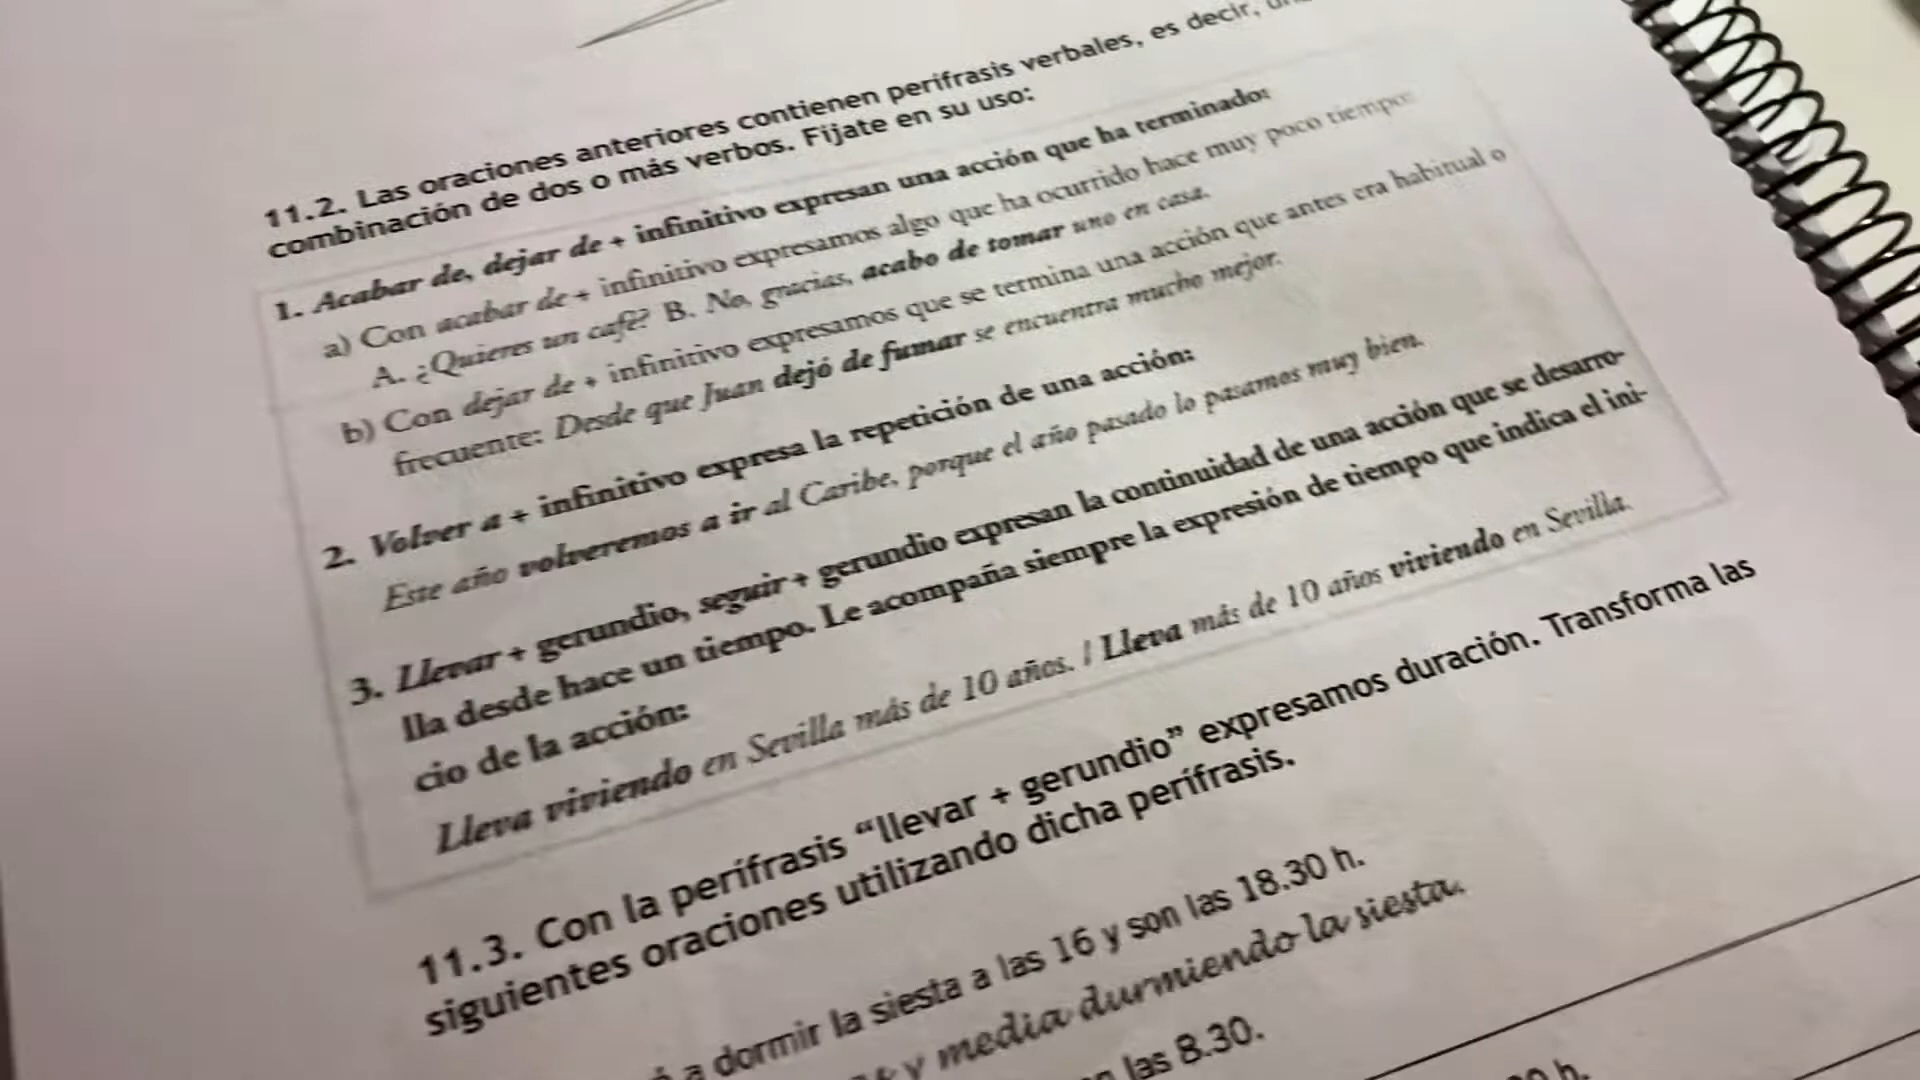 11.2. Las oraciones anteriores contienen perífrasis verbales, es decir,
combinación de dos o más verbos. Fíjate en su uso:
1. Acabar de, dejar de + infinitivo expresan una acción que ha terminado:
a) Con acabar de + infinitivo expresamos algo que ha ocurrido hace muy poco tiempo:
A. ¿Quieres un café? B. No, gracias, acabo de tomar uno en casa.
b) Con dejar de + infinitivo expresamos que se termina una acción que antes era habitual o
frecuente: Desde que Juan dejó de fumar se encuentra mucho mejor.
2. Volver a + infinitivo expresa la repetición de una acción:
Este año volveremos a ir al Caribe, porque el año pasado lo pasamos muy bien.
3. Llevar + gerundio, seguir + gerundio expresan la continuidad de una acción que se desarro-
lla desde hace un tiempo. Le acompaña siempre la expresión de tiempo que indica el ini-
cio de la acción:
Lleva viviendo en Sevilla más de 10 años. / Lleva más de 10 años viviendo en Sevilla.
11.3. Con la perífrasis “llevar + gerundio” expresamos duración. Transforma las
siguientes oraciones utilizando dicha perífrasis.
a dormir la siesta a las 16 y son las 18.30 h.
y media durmiendo la siesta.
las 8.30.
h.